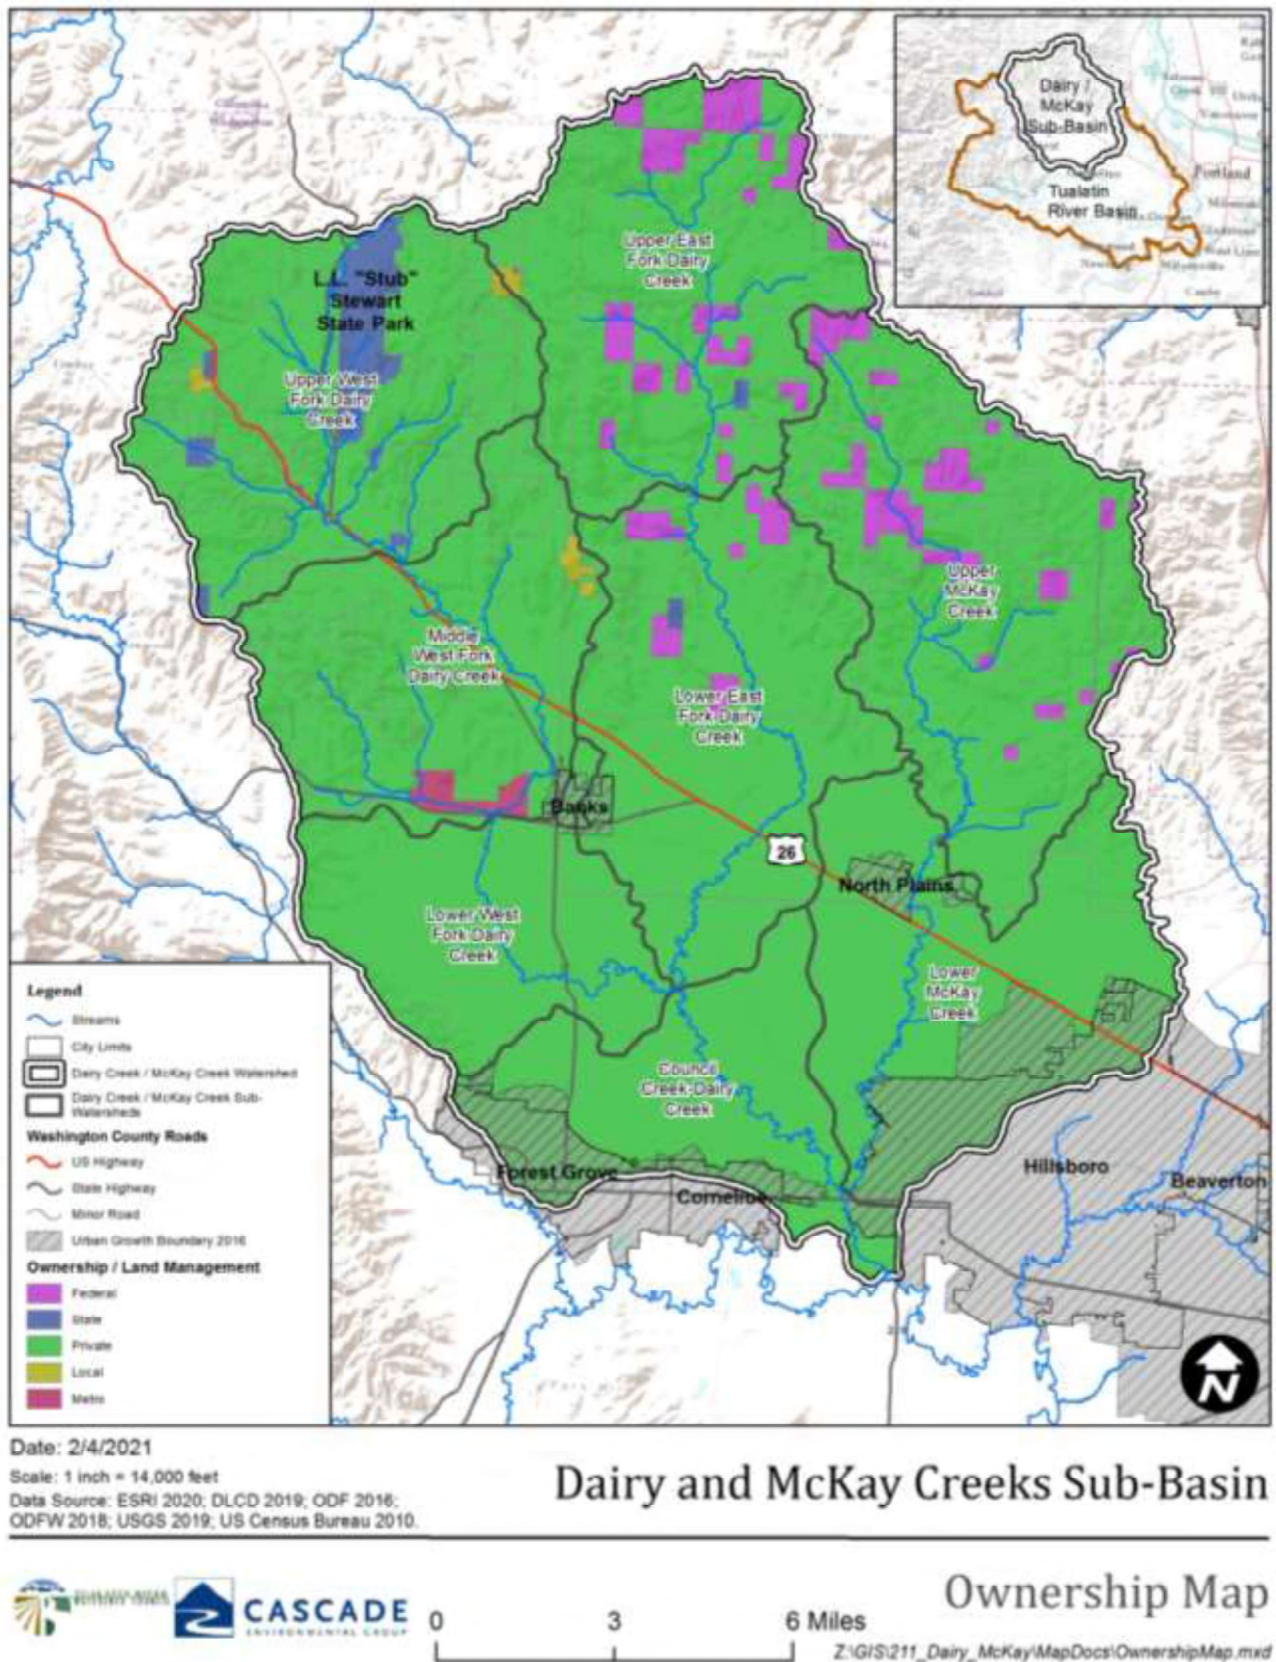 Dairy /
McKay
Sub-Basin
Tualatin
River Basin
Portland
L.L. "Stub"
Stewart
State Park
Upper East
Fork Dairy
Creek
Upper West
Fork Dairy
Creek
Upper
McKay
Creek
Middle
West Fork
Dairy Creek
Lower East
Fork Dairy
Creek
Banks
26
North Plains
Lower West
Fork Dairy
Creek
Lower
McKay
Creek
Council
Creek-Dairy
Creek
Forest Grove
Cornelius
Hillsboro
Beaverton
Legend
Streams
City Limits
Dairy Creek / McKay Creek Watershed
Dairy Creek / McKay Creek Sub-
Watersheds
Washington County Roads
US Highway
State Highway
Minor Road
Urban Growth Boundary 2016
Ownership / Land Management
Federal
State
Private
Local
Metro
N
Date: 2/4/2021
Scale: 1 inch = 14,000 feet
Data Source: ESRI 2020; DLCD 2019; ODF 2016;
ODFW 2018; USGS 2019; US Census Bureau 2010.
Dairy and McKay Creeks Sub-Basin
CASCADE
ENVIRONMENTAL GROUP
0 3 6 Miles
Ownership Map
Z:\GIS\211_Dairy_McKay\MapDocs\OwnershipMap.mxd